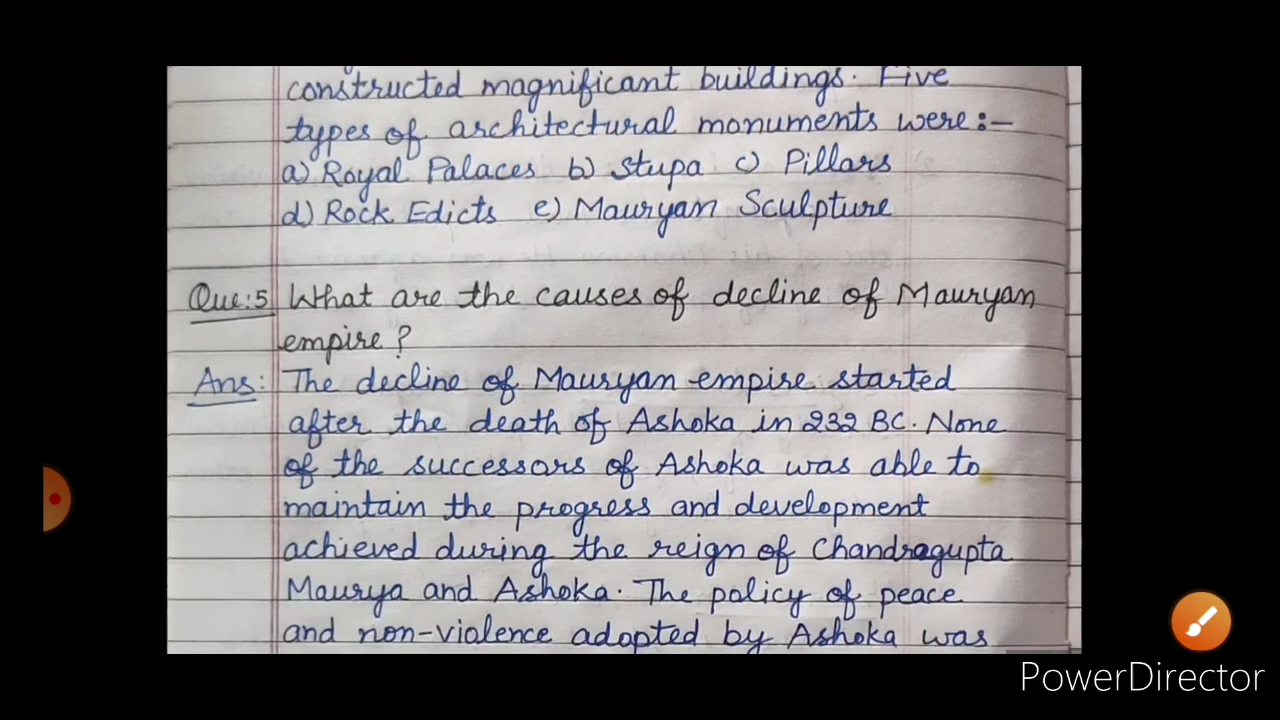 constructed magnificant buildings. Five
types of architectural monuments were:-
a) Royal Palaces b) Stupa c) Pillars
d) Rock Edicts e) Mauryan Sculpture
Que:5 What are the causes of decline of Mauryan
empire?
Ans: The decline of Mauryan empire started
after the death of Ashoka in 232 BC. None
of the successors of Ashoka was able to
maintain the progress and development
achieved during the reign of Chandragupta
Maurya and Ashoka. The policy of peace
and non-violence adopted by Ashoka was
PowerDirector